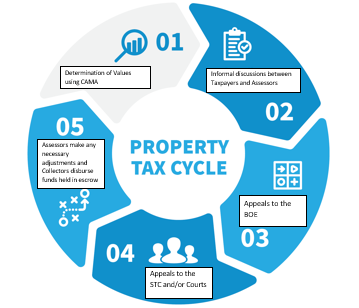 01
Determination of Values
using CAMA
Informal discussions between
Taxpayers and Assessors
02
PROPERTY
TAX CYCLE
Appeals to the
BOE
03
Appeals to the
STC and/or Courts
04
05
Assessors make any
necessary
adjustments and
Collectors disburse
funds held in escrow